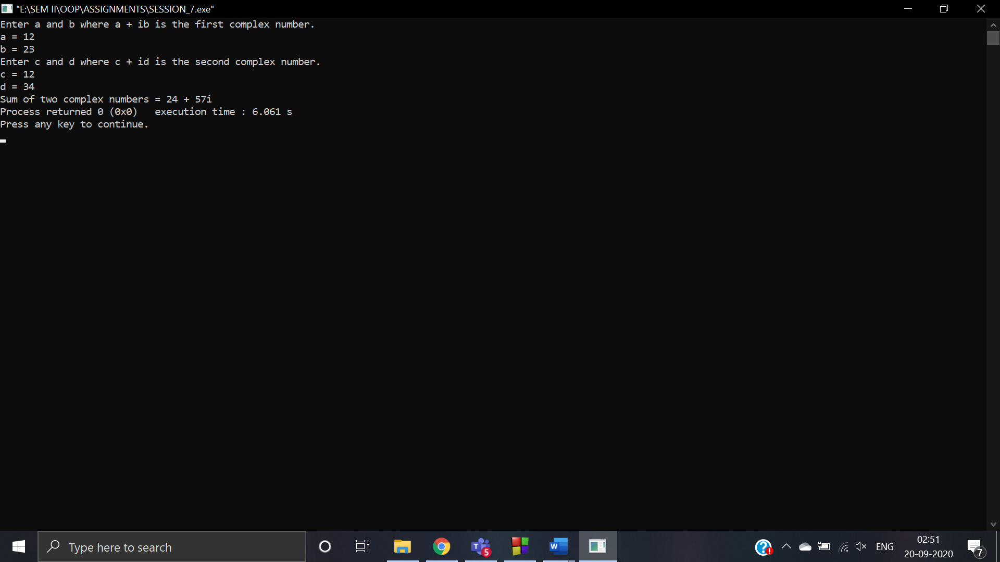 "E:\SEM II\OOP\ASSIGNMENTS\SESSION_7.exe"
Enter a and b where a + ib is the first complex number.
a = 12
b = 23
Enter c and d where c + id is the second complex number.
c = 12
d = 34
Sum of two complex numbers = 24 + 57i
Process returned 0 (0x0)   execution time : 6.061 s
Press any key to continue.
Type here to search
T 5
W
?!
ENG
02:51
20-09-2020
7